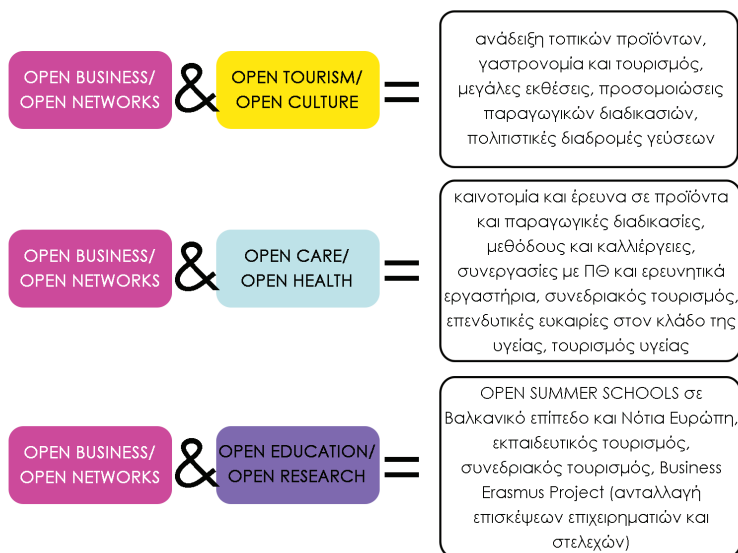 OPEN BUSINESS/
OPEN NETWORKS
&
OPEN TOURISM/
OPEN CULTURE
=
ανάδειξη τοπικών προϊόντων,
γαστρονομία και τουρισμός,
μεγάλες εκθέσεις, προσομοιώσεις
παραγωγικών διαδικασιών,
πολιτιστικές διαδρομές γεύσεων
OPEN BUSINESS/
OPEN NETWORKS
&
OPEN CARE/
OPEN HEALTH
=
καινοτομία και έρευνα σε προϊόντα
και παραγωγικές διαδικασίες,
μεθόδους και καλλιέργειες,
συνεργασίες με ΠΘ και ερευνητικά
εργαστήρια, συνεδριακός τουρισμός,
επενδυτικές ευκαιρίες στον κλάδο της
υγείας, τουρισμός υγείας
OPEN BUSINESS/
OPEN NETWORKS
&
OPEN EDUCATION/
OPEN RESEARCH
=
OPEN SUMMER SCHOOLS σε
Βαλκανικό επίπεδο και Νότια Ευρώπη,
εκπαιδευτικός τουρισμός,
συνεδριακός τουρισμός, Business
Erasmus Project (ανταλλαγή
επισκέψεων επιχειρηματιών και
στελεχών)